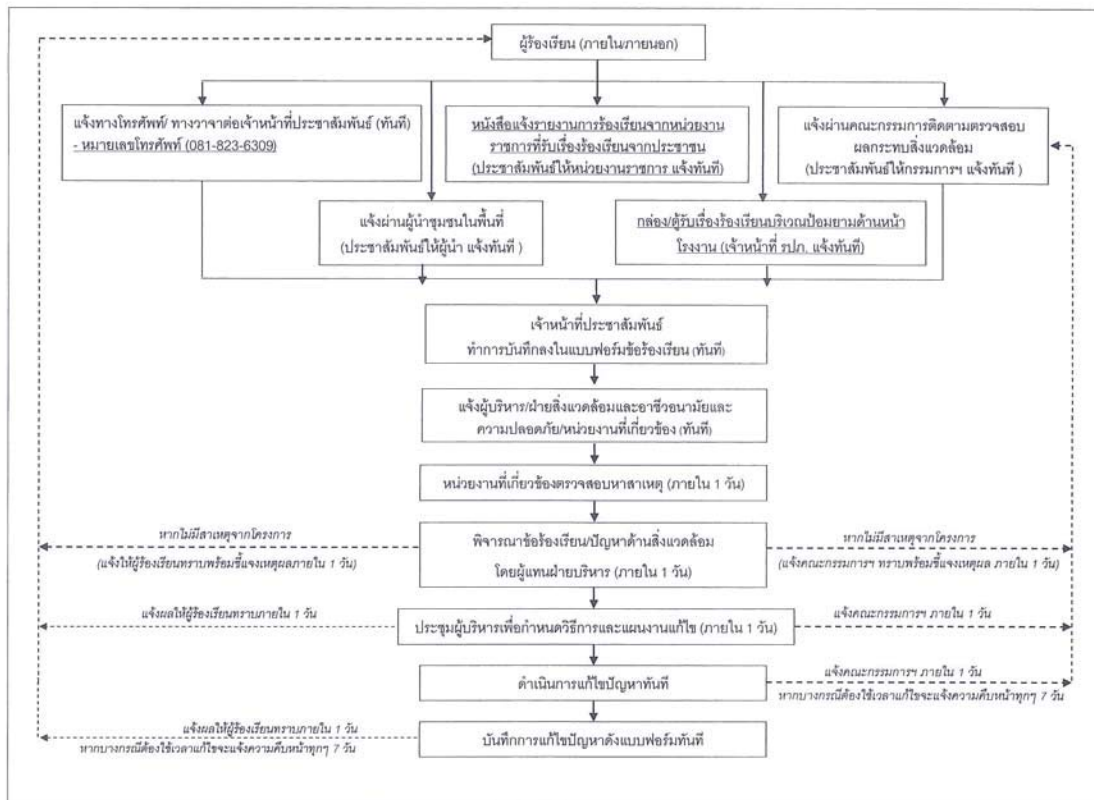 ผู้ร้องเรียน (ภายใน/ภายนอก)
แจ้งทางโทรศัพท์/ ทางวาจาต่อเจ้าหน้าที่ประชาสัมพันธ์ (ทันที)
- หมายเลขโทรศัพท์ (081-823-6309)
หนังสือแจ้งรายงานการร้องเรียนจากหน่วยงาน
ราชการที่รับเรื่องร้องเรียนจากประชาชน
(ประชาสัมพันธ์ให้หน่วยงานราชการ แจ้งทันที)
แจ้งผ่านคณะกรรมการติดตามตรวจสอบ
ผลกระทบสิ่งแวดล้อม
(ประชาสัมพันธ์ให้กรรมการฯ แจ้งทันที )
แจ้งผ่านผู้นำชุมชนในพื้นที่
(ประชาสัมพันธ์ให้ผู้นำ แจ้งทันที )
กล่อง/ตู้รับเรื่องร้องเรียนบริเวณป้อมยามด้านหน้า
โรงงาน (เจ้าหน้าที่ รปภ. แจ้งทันที)
เจ้าหน้าที่ประชาสัมพันธ์
ทำการบันทึกลงในแบบฟอร์มข้อร้องเรียน (ทันที)
แจ้งผู้บริหาร/ฝ่ายสิ่งแวดล้อมและอาชีวอนามัยและ
ความปลอดภัย/หน่วยงานที่เกี่ยวข้อง (ทันที)
หน่วยงานที่เกี่ยวข้องตรวจสอบหาสาเหตุ (ภายใน 1 วัน)
หากไม่มีสาเหตุจากโครงการ
(แจ้งให้ผู้ร้องเรียนทราบพร้อมชี้แจงเหตุผลภายใน 1 วัน)
พิจารณาข้อร้องเรียน/ปัญหาด้านสิ่งแวดล้อม
โดยผู้แทนฝ่ายบริหาร (ภายใน 1 วัน)
หากไม่มีสาเหตุจากโครงการ
(แจ้งคณะกรรมการฯ ทราบพร้อมชี้แจงเหตุผล ภายใน 1 วัน)
แจ้งผลให้ผู้ร้องเรียนทราบภายใน 1 วัน
ประชุมผู้บริหารเพื่อกำหนดวิธีการและแผนงานแก้ไข (ภายใน 1 วัน)
แจ้งคณะกรรมการฯ ภายใน 1 วัน
ดำเนินการแก้ไขปัญหาทันที
แจ้งคณะกรรมการฯ ภายใน 1 วัน
หากบางกรณีต้องใช้เวลาแก้ไขจะแจ้งความคืบหน้าทุกๆ 7 วัน
แจ้งผลให้ผู้ร้องเรียนทราบภายใน 1 วัน
หากบางกรณีต้องใช้เวลาแก้ไขจะแจ้งความคืบหน้าทุกๆ 7 วัน
บันทึกการแก้ไขปัญหาดังแบบฟอร์มทันที